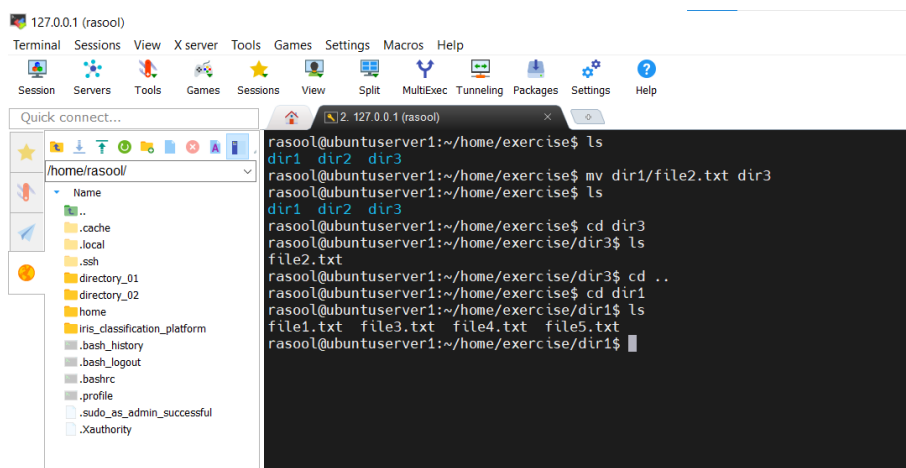 127.0.0.1 (rasool)
Terminal Sessions View X server Tools Games Settings Macros Help
Session Servers Tools Games Sessions View Split MultiExec Tunneling Packages Settings Help
Quick connect...
2. 127.0.0.1 (rasool)
/home/rasool/
Name
..
.cache
.local
.ssh
directory_01
directory_02
home
iris_classification_platform
.bash_history
.bash_logout
.bashrc
.profile
.sudo_as_admin_successful
.Xauthority
rasool@ubuntuserver1:~/home/exercise$ ls
dir1 dir2 dir3
rasool@ubuntuserver1:~/home/exercise$ mv dir1/file2.txt dir3
rasool@ubuntuserver1:~/home/exercise$ ls
dir1 dir2 dir3
rasool@ubuntuserver1:~/home/exercise$ cd dir3
rasool@ubuntuserver1:~/home/exercise/dir3$ ls
file2.txt
rasool@ubuntuserver1:~/home/exercise/dir3$ cd ..
rasool@ubuntuserver1:~/home/exercise$ cd dir1
rasool@ubuntuserver1:~/home/exercise/dir1$ ls
file1.txt file3.txt file4.txt file5.txt
rasool@ubuntuserver1:~/home/exercise/dir1$